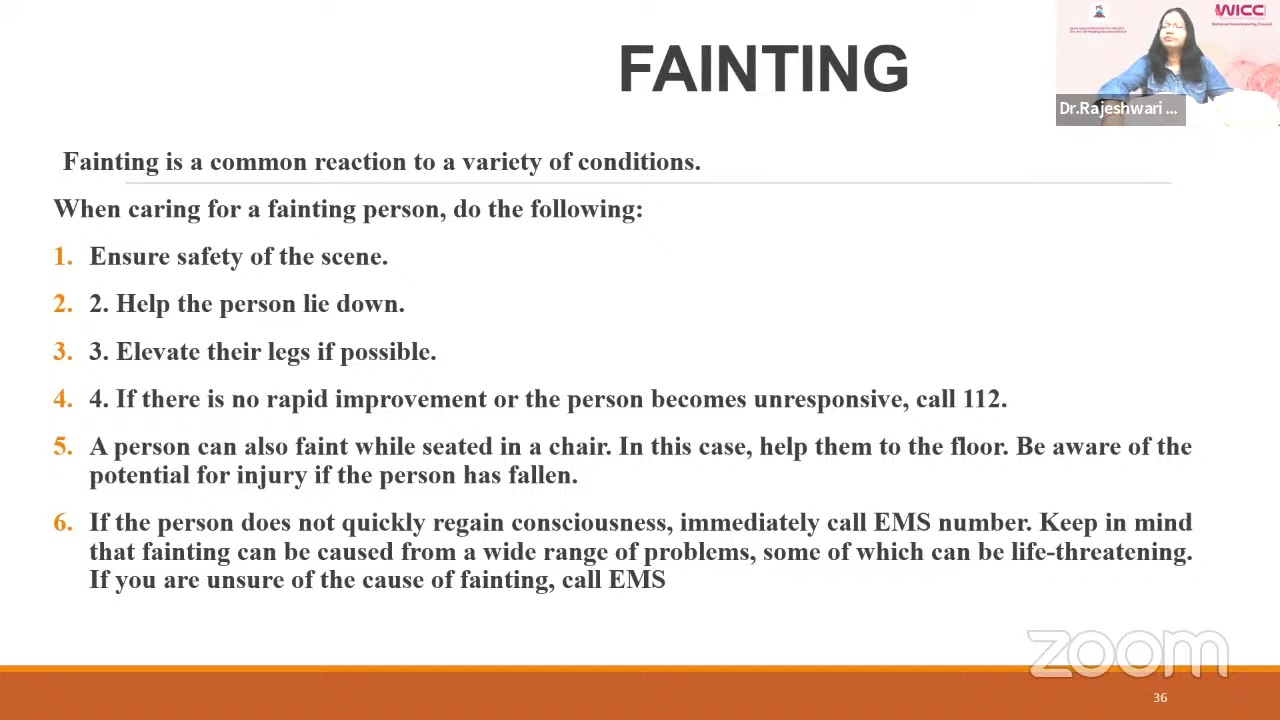 FAINTING
WICC
Dr.Rajeshwari ...
Fainting is a common reaction to a variety of conditions.
When caring for a fainting person, do the following:
1. Ensure safety of the scene.
2. 2. Help the person lie down.
3. 3. Elevate their legs if possible.
4. 4. If there is no rapid improvement or the person becomes unresponsive, call 112.
5. A person can also faint while seated in a chair. In this case, help them to the floor. Be aware of the
potential for injury if the person has fallen.
6. If the person does not quickly regain consciousness, immediately call EMS number. Keep in mind
that fainting can be caused from a wide range of problems, some of which can be life-threatening.
If you are unsure of the cause of fainting, call EMS
zoom
36